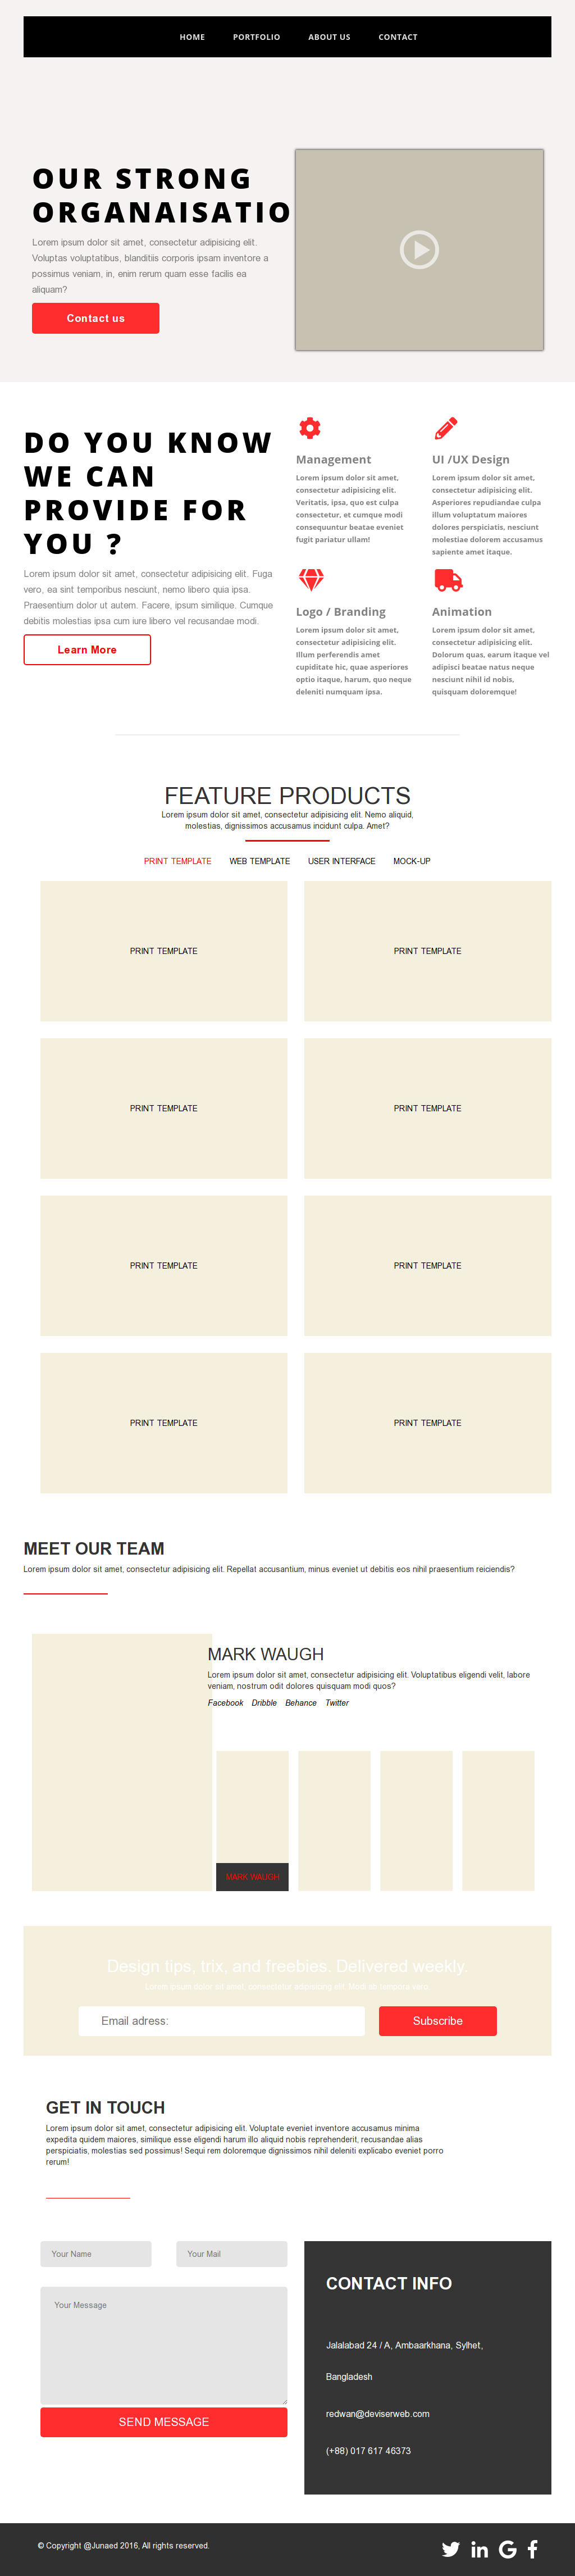 HOME PORTFOLIO ABOUT US CONTACT
OUR STRONG
ORGANAISATIO
Lorem ipsum dolor sit amet, consectetur adipisicing elit.
Voluptas voluptatibus, blanditiis corporis ipsam inventore a
possimus veniam, in, enim rerum quam esse facilis ea
aliquam?
Contact us
DO YOU KNOW
WE CAN
PROVIDE FOR
YOU ?
Lorem ipsum dolor sit amet, consectetur adipisicing elit. Fuga
vero, ea sint temporibus nesciunt, nemo libero quia ipsa.
Praesentium dolor ut autem. Facere, ipsum similique. Cumque
debitis molestias ipsa cum iure libero vel recusandae modi.
Learn More
Management
Lorem ipsum dolor sit amet,
consectetur adipisicing elit.
Veritatis, ipsa, quo est culpa
consectetur, et cumque modi
consequuntur beatae eveniet
fugit pariatur ullam!
UI /UX Design
Lorem ipsum dolor sit amet,
consectetur adipisicing elit.
Asperiores repudiandae culpa
illum voluptatum maiores
dolores perspiciatis, nesciunt
molestiae dolorem accusamus
sapiente amet itaque.
Logo / Branding
Lorem ipsum dolor sit amet,
consectetur adipisicing elit.
Illum perferendis amet
cupiditate hic, quae asperiores
optio itaque, harum, quo neque
deleniti numquam ipsa.
Animation
Lorem ipsum dolor sit amet,
consectetur adipisicing elit.
Dolorum quas, earum itaque vel
adipisci beatae natus neque
nesciunt nihil id nobis,
quisquam doloremque!
FEATURE PRODUCTS
Lorem ipsum dolor sit amet, consectetur adipisicing elit. Nemo aliquid,
molestias, dignissimos accusamus incidunt culpa. Amet?
PRINT TEMPLATE WEB TEMPLATE USER INTERFACE MOCK-UP
PRINT TEMPLATE PRINT TEMPLATE
PRINT TEMPLATE PRINT TEMPLATE
PRINT TEMPLATE PRINT TEMPLATE
PRINT TEMPLATE PRINT TEMPLATE
MEET OUR TEAM
Lorem ipsum dolor sit amet, consectetur adipisicing elit. Repellat accusantium, minus eveniet ut debitis eos nihil praesentium reiciendis?
MARK WAUGH
Lorem ipsum dolor sit amet, consectetur adipisicing elit. Voluptatibus eligendi velit, labore
veniam, nostrum odit dolores quisquam modi quos?
Facebook Dribble Behance Twitter
MARK WAUGH
Design tips, trix, and freebies. Delivered weekly.
Lorem ipsum dolor sit amet, consectetur adipisicing elit.
Email adress:
Subscribe
GET IN TOUCH
Lorem ipsum dolor sit amet, consectetur adipisicing elit. Voluptate eveniet inventore accusamus minima
expedita quidem maiores, similique esse eligendi harum illo aliquid nobis reprehenderit, recusandae alias
perspiciatis, molestias sed possimus! Sequi rem doloremque dignissimos nihil deleniti explicabo eveniet porro
rerum!
Your Name Your Mail
Your Message
SEND MESSAGE
CONTACT INFO
Jalalabad 24 / A, Ambaarkhana, Sylhet,
Bangladesh
redwan@deviserweb.com
(+88) 017 617 46373
© Copyright @Junaed 2016, All rights reserved.